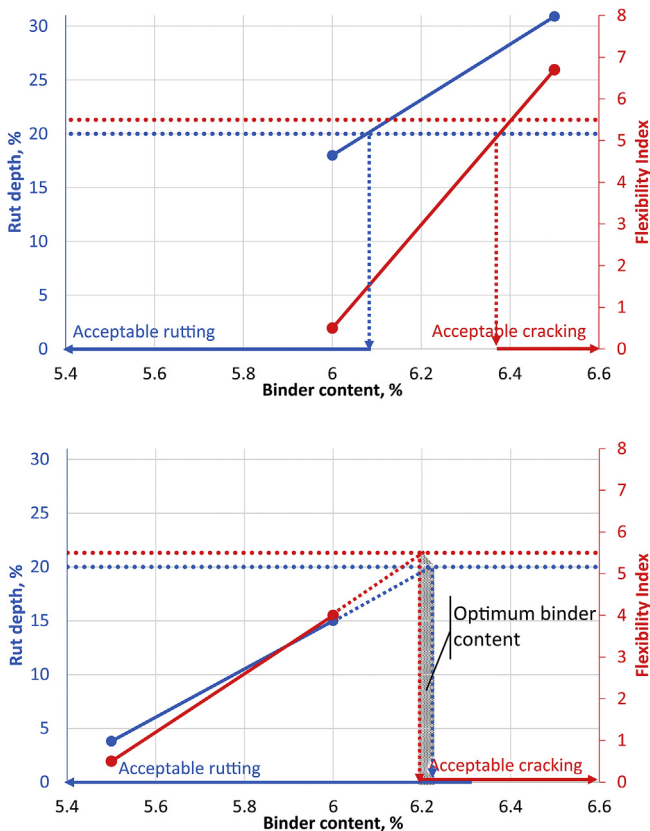 30
25
20
15
10
5
0
Rut depth, %
8
7
6
5
4
3
2
1
0
Flexibility Index
Acceptable rutting
Acceptable cracking
5.4 5.6 5.8 6 6.2 6.4 6.6
Binder content, %
30
25
20
15
10
5
0
Rut depth, %
8
7
6
5
4
3
2
1
0
Flexibility Index
Optimum binder
content
Acceptable rutting
Acceptable cracking
5.4 5.6 5.8 6 6.2 6.4 6.6
Binder content, %